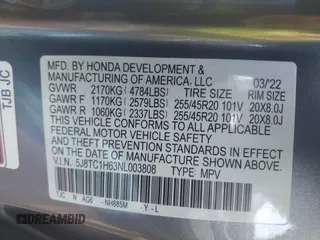 TJB JC
MFD. BY HONDA DEVELOPMENT &
MANUFACTURING OF AMERICA, LLC 03/'22
GVWR 2170KG (4784LBS) TIRE SIZE RIM SIZE
GAWR F 1170KG (2579LBS) 255/45R20 101V 20X8.0J
GAWR R 1060KG (2337LBS) 255/45R20 101V 20X8.0J
THIS VEHICLE CONFORMS TO ALL APPLICABLE
FEDERAL MOTOR VEHICLE SAFETY AND
THEFT PREVENTION STANDARDS IN EFFECT ON
THE DATE OF MANUFACTURE SHOWN ABOVE.
V.I.N. 5J8TC1H63NL003808 TYPE: MPV
TJC N AG6 -NH885M Y - L
DREAMBID